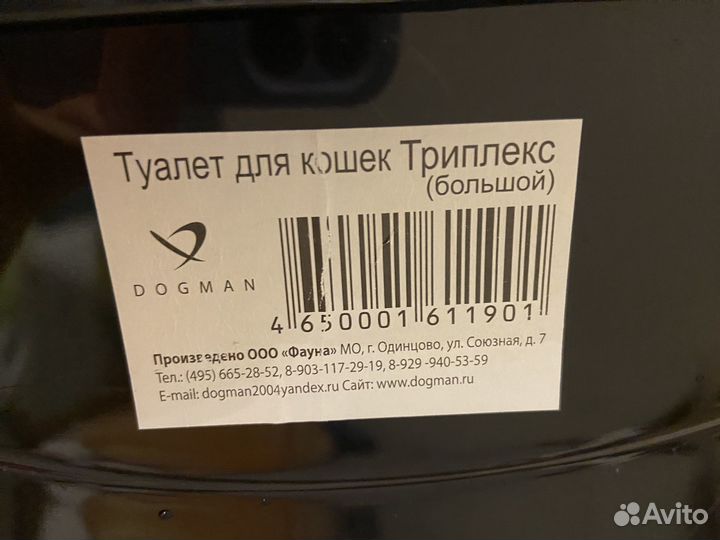 Туалет для кошек Триплекс
(большой)
DOGMAN
4 650001 611901
Произведено ООО «Фауна» МО, г. Одинцово, ул. Союзная, д. 7
Тел.: (495) 665-28-52, 8-903-117-29-19, 8-929 -940-53-59
E-mail: dogman2004yandex.ru Сайт: www.dogman.ru
Avito